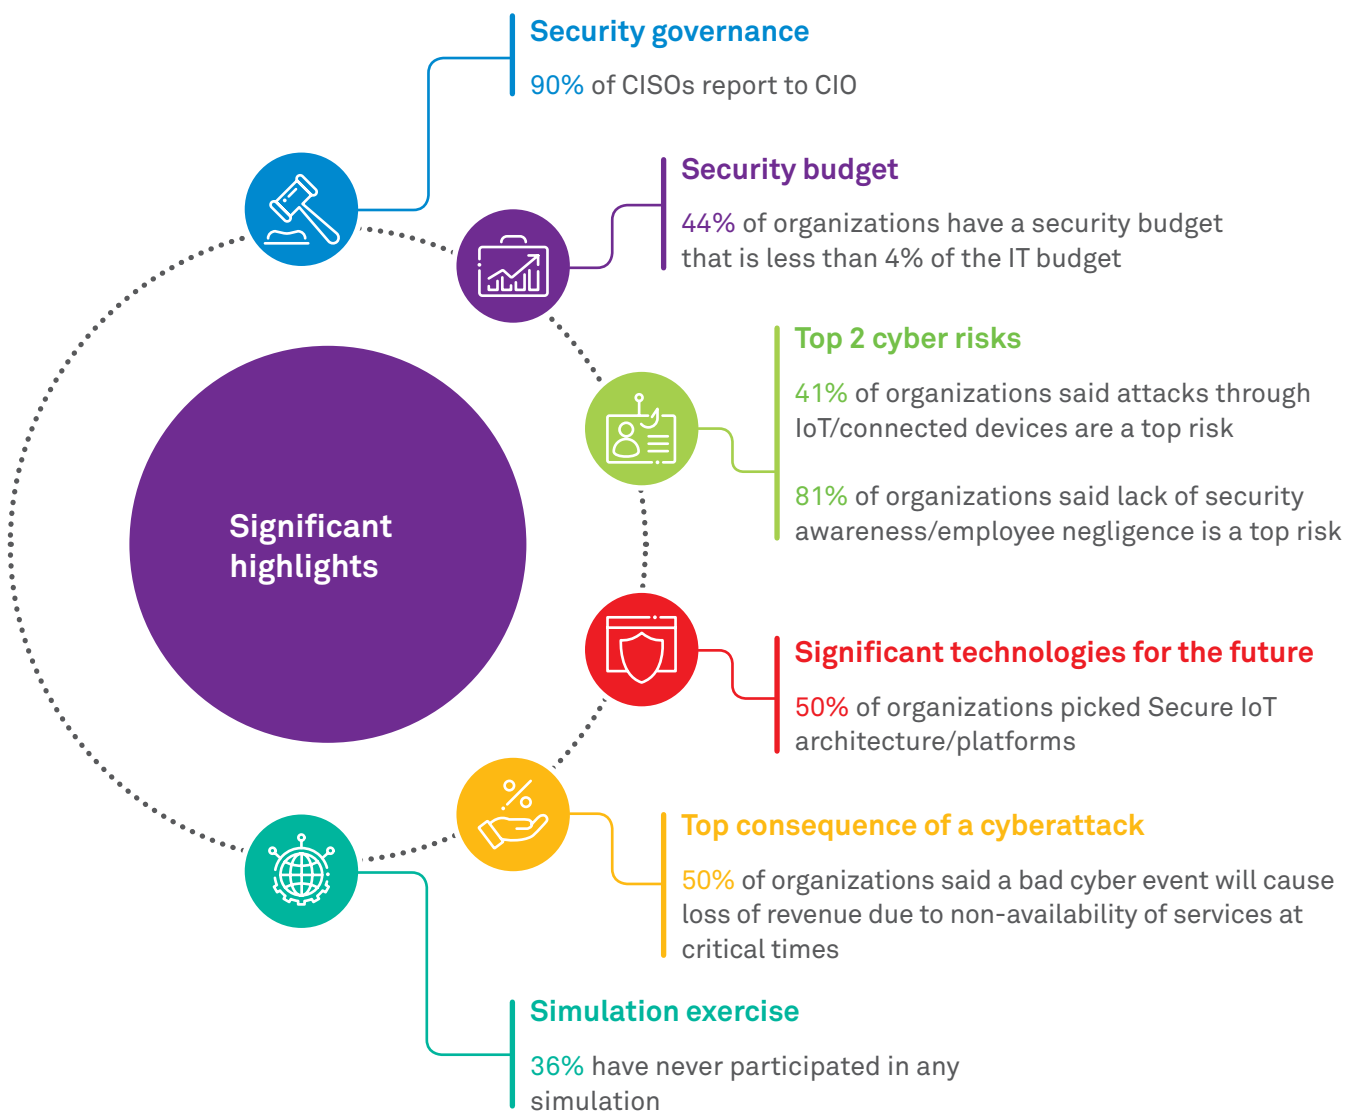 Security governance
90% of CISOs report to CIO
Security budget
44% of organizations have a security budget
that is less than 4% of the IT budget
Top 2 cyber risks
41% of organizations said attacks through
IoT/connected devices are a top risk
81% of organizations said lack of security
awareness/employee negligence is a top risk
Significant
highlights
Significant technologies for the future
50% of organizations picked Secure IoT
architecture/platforms
Top consequence of a cyberattack
50% of organizations said a bad cyber event will cause
loss of revenue due to non-availability of services at
critical times
Simulation exercise
36% have never participated in any
simulation